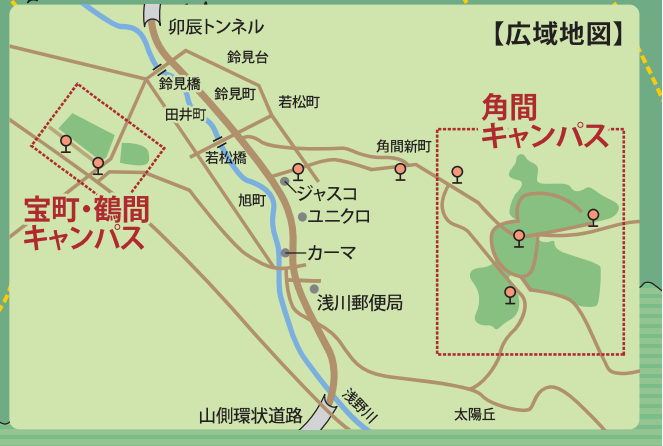 卯辰トンネル
【広域地図】
鈴見台
鈴見橋
鈴見町
若松町
田井町
角間
キャンパス
角間新町
若松橋
旭町
ジャスコ
ユニクロ
宝町・鶴間
キャンパス
カーマ
浅川郵便局
山側環状道路
浅野川
太陽丘